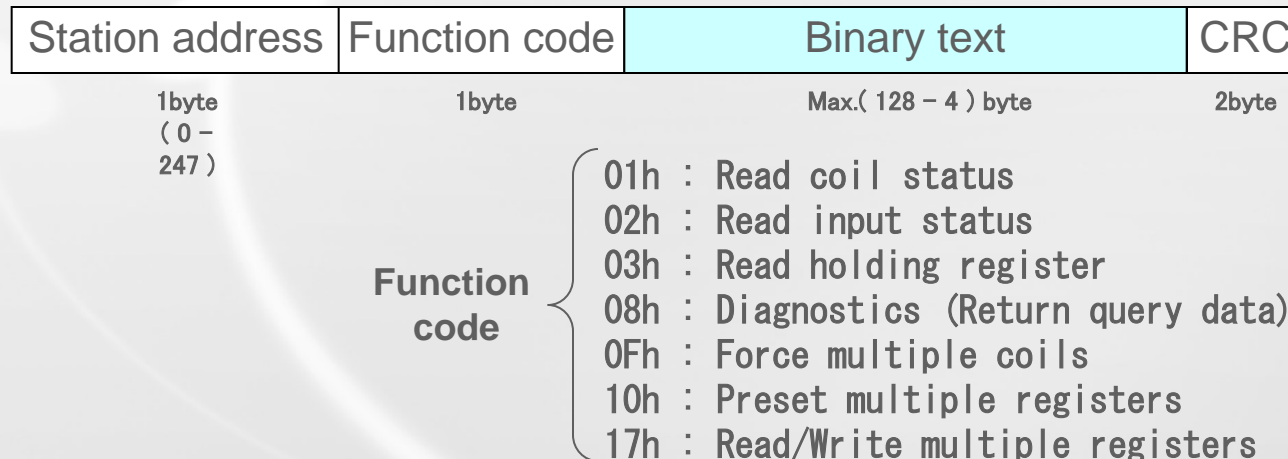 Station address Function code Binary text CRC
1byte 1byte Max.( 128 - 4 ) byte 2byte
( 0 -
247 )
01h : Read coil status
02h : Read input status
03h : Read holding register
Function
code
08h : Diagnostics (Return query data)
0Fh : Force multiple coils
10h : Preset multiple registers
17h : Read/Write multiple registers